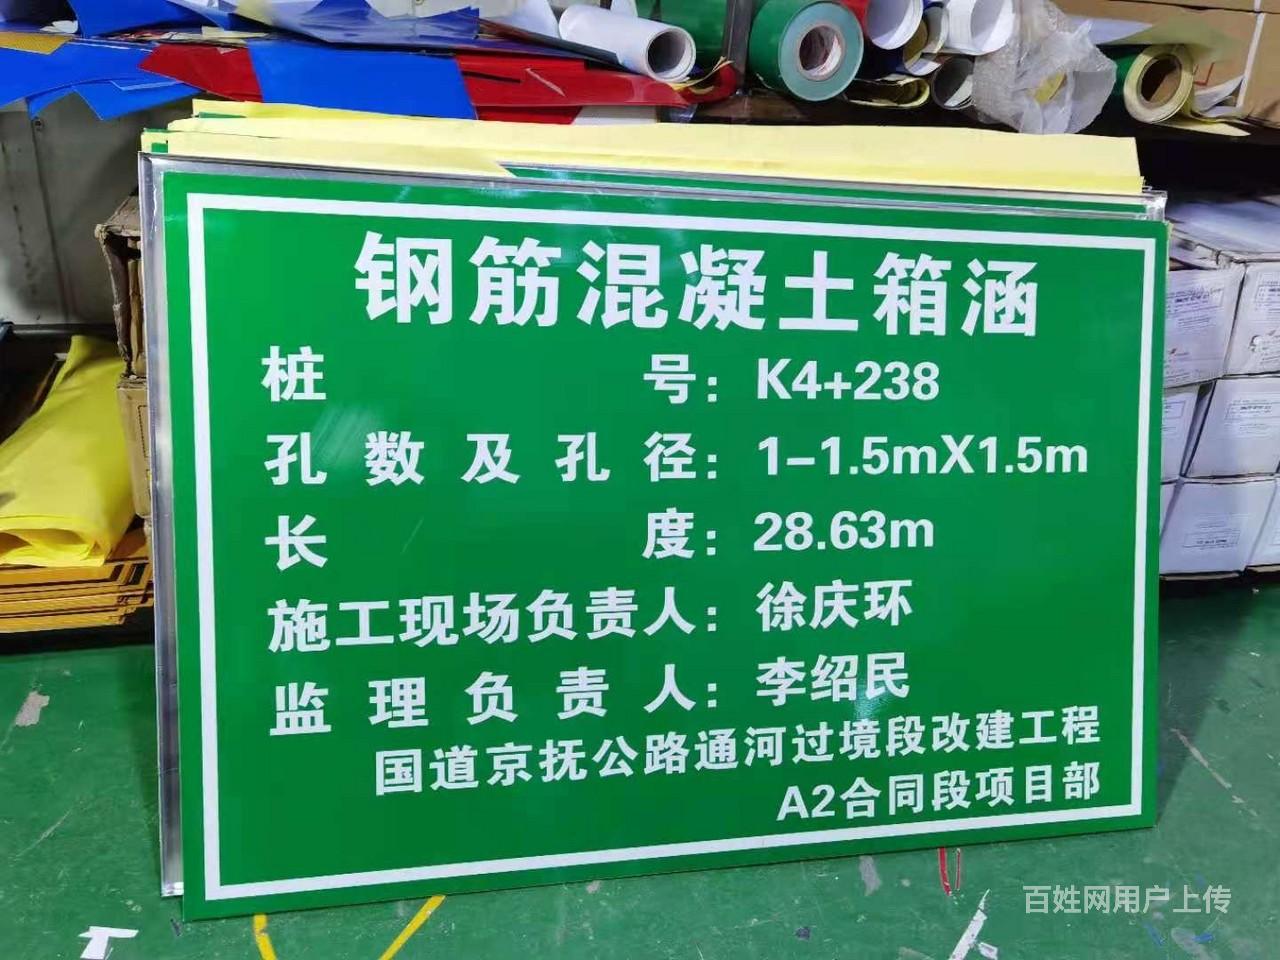 钢筋混凝土箱涵
桩号：K4+238
孔数及孔径：1-1.5mX1.5m
长度：28.63m
施工现场负责人：徐庆环
监理负责人：李绍民
国道京抚公路通河过境段改建工程
A2合同段项目部
百姓网用户上传